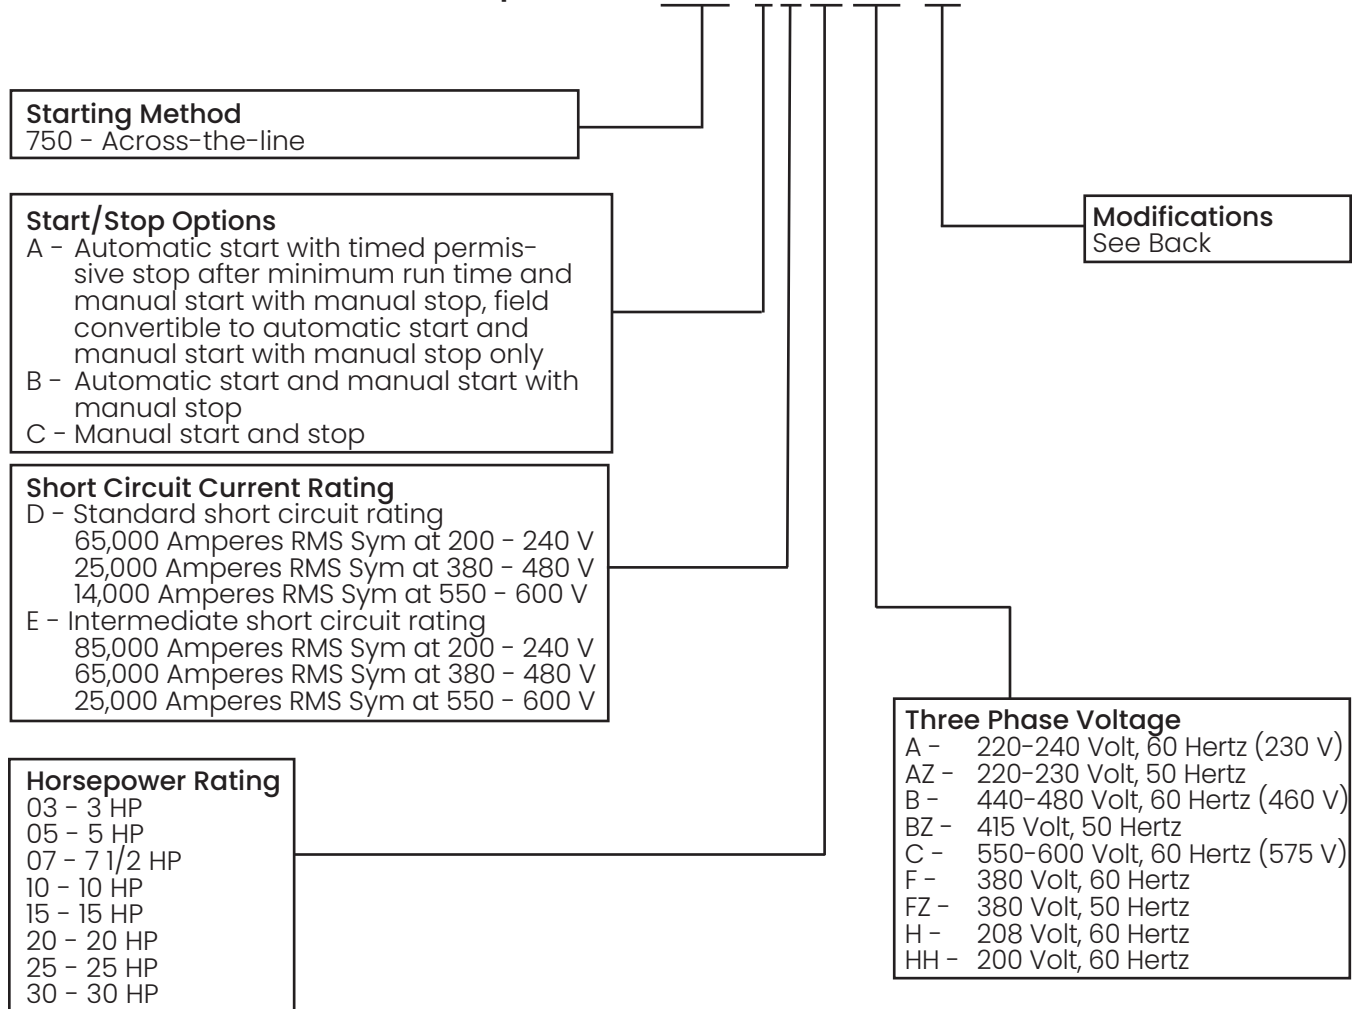 Starting Method
750 - Across-the-line
Start/Stop Options
A - Automatic start with timed permis-
sive stop after minimum run time and
manual start with manual stop, field
convertible to automatic start and
manual start with manual stop only
B - Automatic start and manual start with
manual stop
C - Manual start and stop
Modifications
See Back
Short Circuit Current Rating
D - Standard short circuit rating
65,000 Amperes RMS Sym at 200 - 240 V
25,000 Amperes RMS Sym at 380 - 480 V
14,000 Amperes RMS Sym at 550 - 600 V
E - Intermediate short circuit rating
85,000 Amperes RMS Sym at 200 - 240 V
65,000 Amperes RMS Sym at 380 - 480 V
25,000 Amperes RMS Sym at 550 - 600 V
Horsepower Rating
03 - 3 HP
05 - 5 HP
07 - 7 1/2 HP
10 - 10 HP
15 - 15 HP
20 - 20 HP
25 - 25 HP
30 - 30 HP
Three Phase Voltage
A - 220-240 Volt, 60 Hertz (230 V)
AZ - 220-230 Volt, 50 Hertz
B - 440-480 Volt, 60 Hertz (460 V)
BZ - 415 Volt, 50 Hertz
C - 550-600 Volt, 60 Hertz (575 V)
F - 380 Volt, 60 Hertz
FZ - 380 Volt, 50 Hertz
H - 208 Volt, 60 Hertz
HH - 200 Volt, 60 Hertz